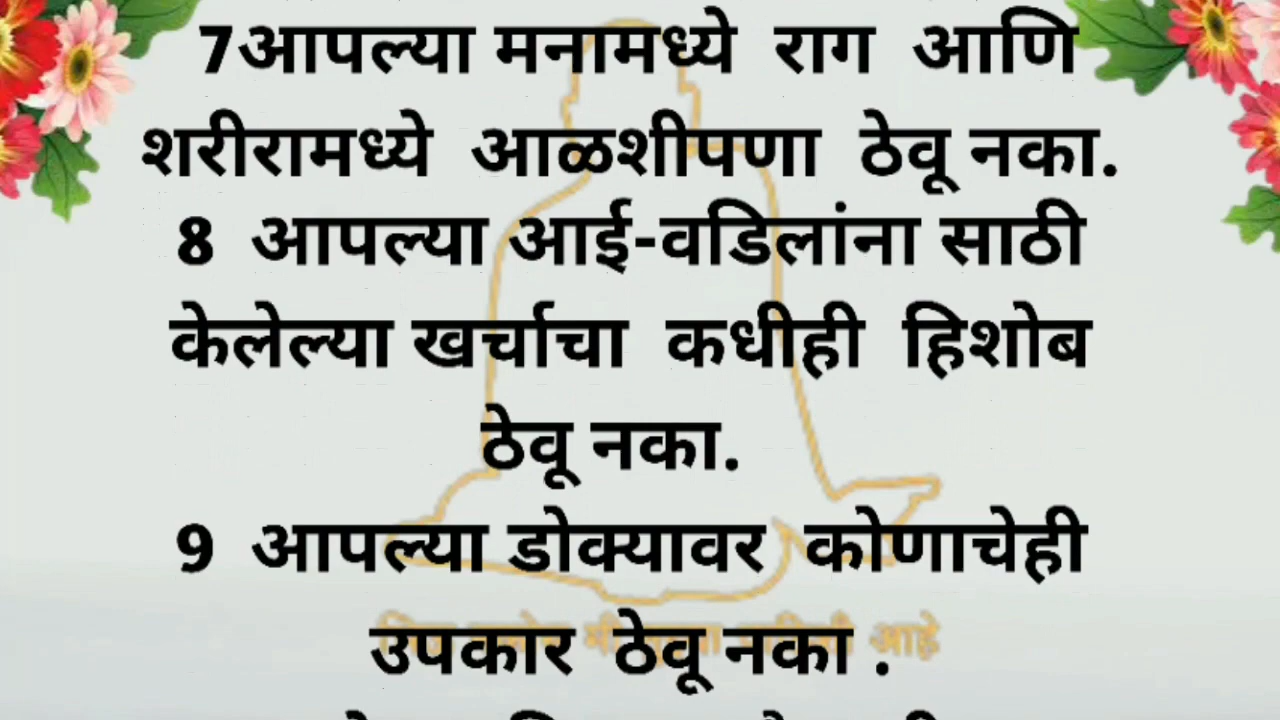 7आपल्या मनामध्ये राग आणि
शरीरामध्ये आळशीपणा ठेवू नका.
8 आपल्या आई-वडिलांना साठी
केलेल्या खर्चाचा कधीही हिशोब
ठेवू नका.
9 आपल्या डोक्यावर कोणाचेही
उपकार ठेवू नका .
आहे